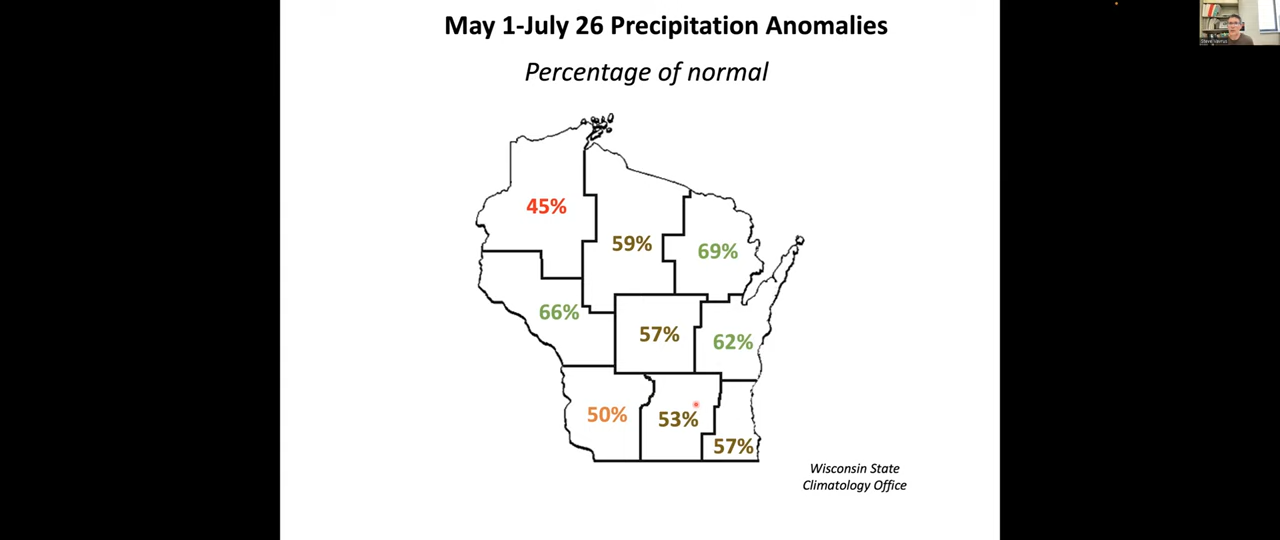 May 1-July 26 Precipitation Anomalies
Percentage of normal
45%
59%
69%
66%
57%
62%
50%
53%
57%
Wisconsin State
Climatology Office